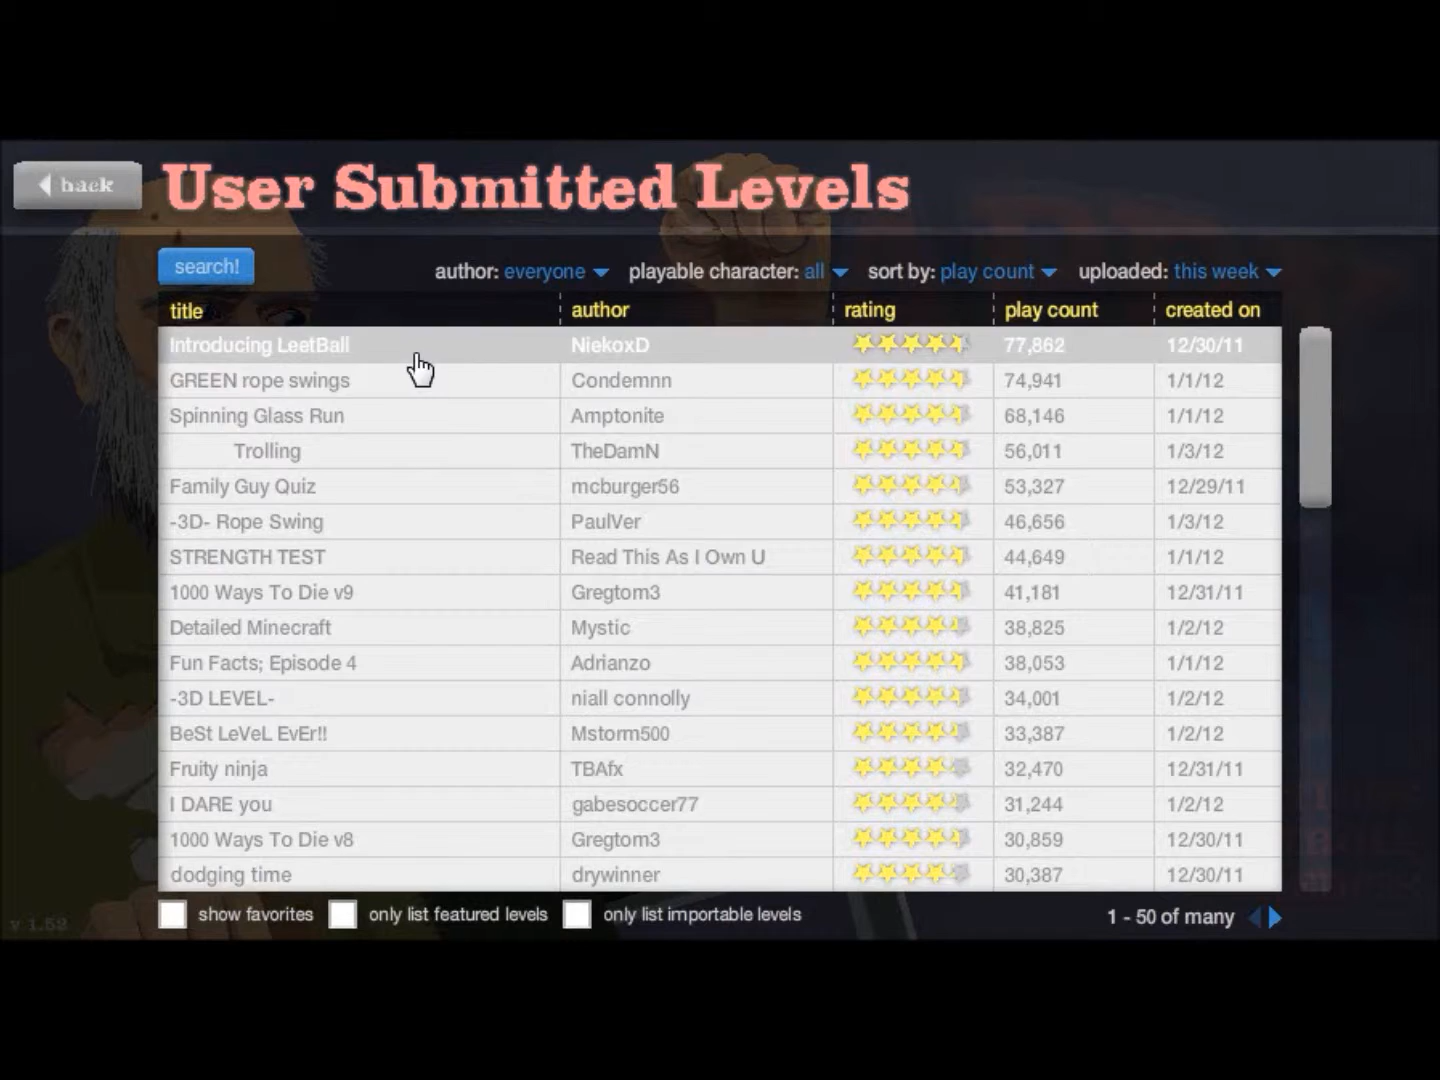 back
User Submitted Levels
search!
author: everyone playable character: all sort by: play count uploaded: this week
title author rating play count created on
Introducing LeetBall NiekoxD 77,862 12/30/11
GREEN rope swings Condemnn 74,941 1/1/12
Spinning Glass Run Amptonite 68,146 1/1/12
Trolling TheDamN 56,011 1/3/12
Family Guy Quiz mcburger56 53,327 12/29/11
-3D- Rope Swing PaulVer 46,656 1/3/12
STRENGTH TEST Read This As I Own U 44,649 1/1/12
1000 Ways To Die v9 Gregtom3 41,181 12/31/11
Detailed Minecraft Mystic 38,825 1/2/12
Fun Facts; Episode 4 Adrianzo 38,053 1/1/12
-3D LEVEL- niall connolly 34,001 1/2/12
BeSt LeVeL EvEr!! Mstorm500 33,387 1/2/12
Fruity ninja TBAfx 32,470 12/31/11
I DARE you gabesoccer77 31,244 1/2/12
1000 Ways To Die v8 Gregtom3 30,859 12/30/11
dodging time drywinner 30,387 12/30/11
show favorites only list featured levels only list importable levels 1 - 50 of many